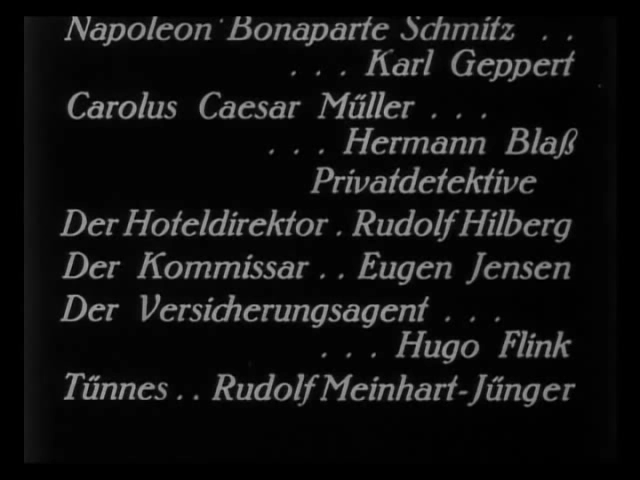 Napoleon Bonaparte Schmitz . .
. . . Karl Geppert
Carolus Caesar Müller . . .
. . . Hermann Blaß
Privatdetektive
Der Hoteldirektor . Rudolf Hilberg
Der Kommissar . . Eugen Jensen
Der Versicherungsagent . . .
. . . Hugo Flink
Tünnes . . Rudolf Meinhart-Jünger